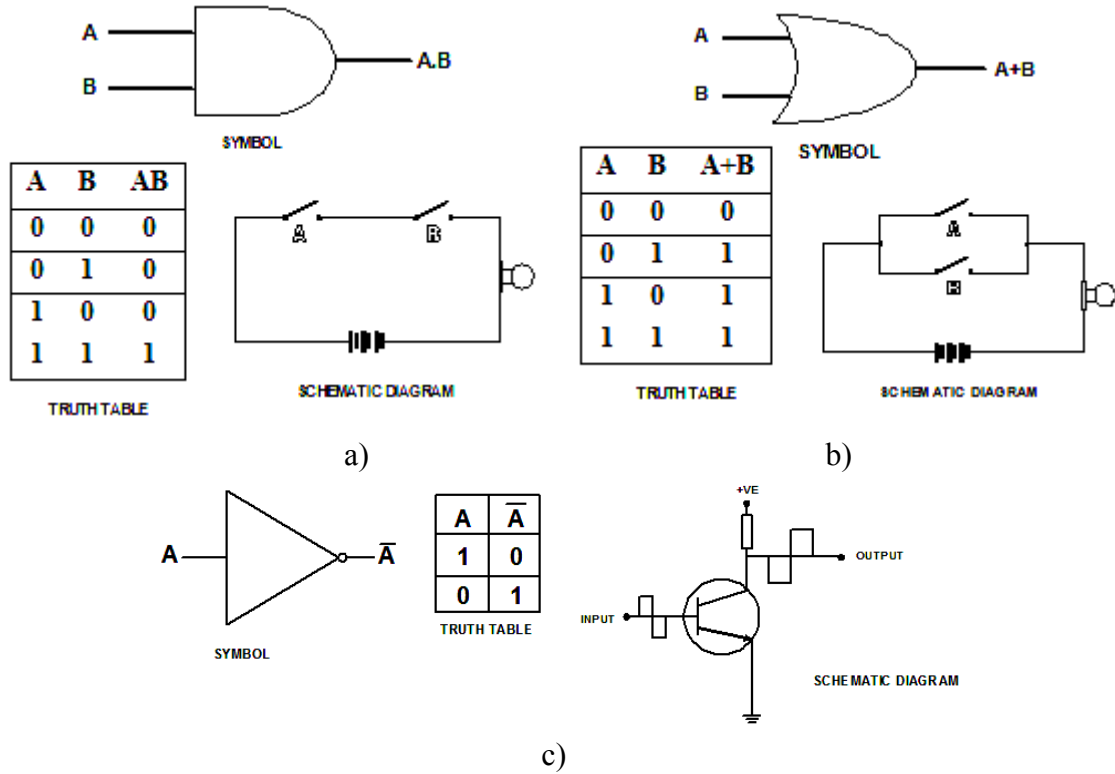 A
B
A.B
SYMBOL
A B AB
0 0 0
0 1 0
1 0 0
1 1 1
TRUTH TABLE
A
B
SCHEMATIC DIAGRAM
a)
A
B
A+B
SYMBOL
A B A+B
0 0 0
0 1 1
1 0 1
1 1 1
TRUTH TABLE
A
B
SCHEMATIC DIAGRAM
b)
A
A̅
SYMBOL
A A̅
1 0
0 1
TRUTH TABLE
+VE
OUTPUT
INPUT
SCHEMATIC DIAGRAM
c)